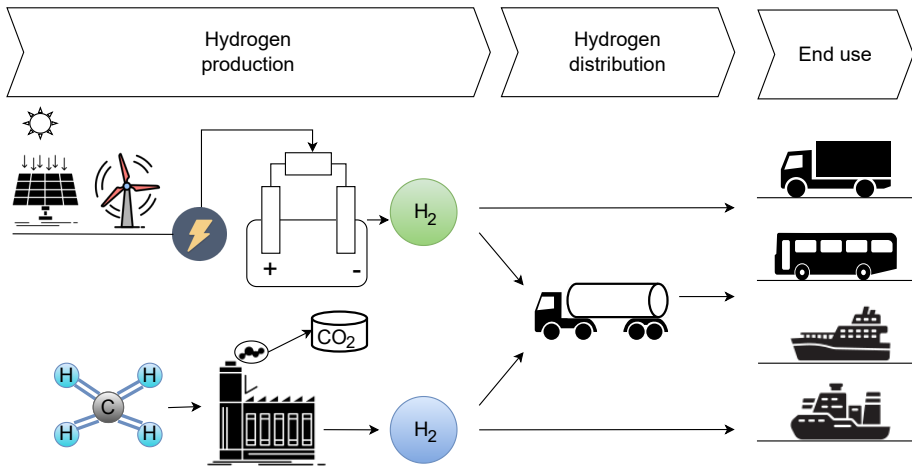 Hydrogen
production
Hydrogen
distribution
End use
+
-
H₂
CO₂
H
H
C
H
H
H₂